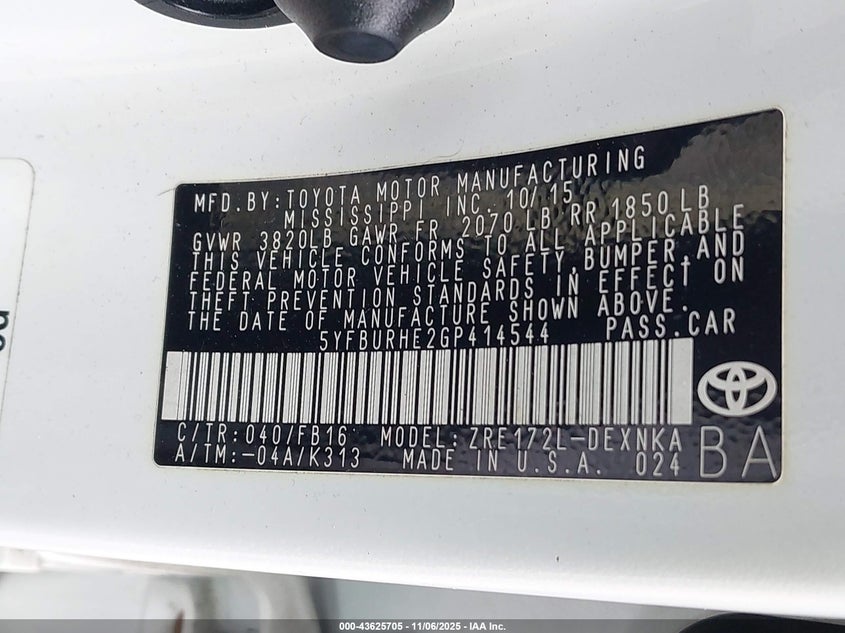 MFD.BY:TOYOTA MOTOR MANUFACTURING
MISSISSIPPI INC. 10/15
GVWR 3820LB GAWR FR 2070 LB RR 1850 LB
THIS VEHICLE CONFORMS TO ALL APPLICABLE
FEDERAL MOTOR VEHICLE SAFETY,BUMPER,AND
THEFT PREVENTION STANDARDS IN EFFECT ON
THE DATE OF MANUFACTURE SHOWN ABOVE.
5YFBURHE2GP414544 PASS.CAR
C/TR:040/FB16 MODEL:ZRE172L-DEXNKA
A/TM:-04A/K313 MADE IN U.S.A. 024
BA
000-43625705 - 11/06/2025 - IAA Inc.